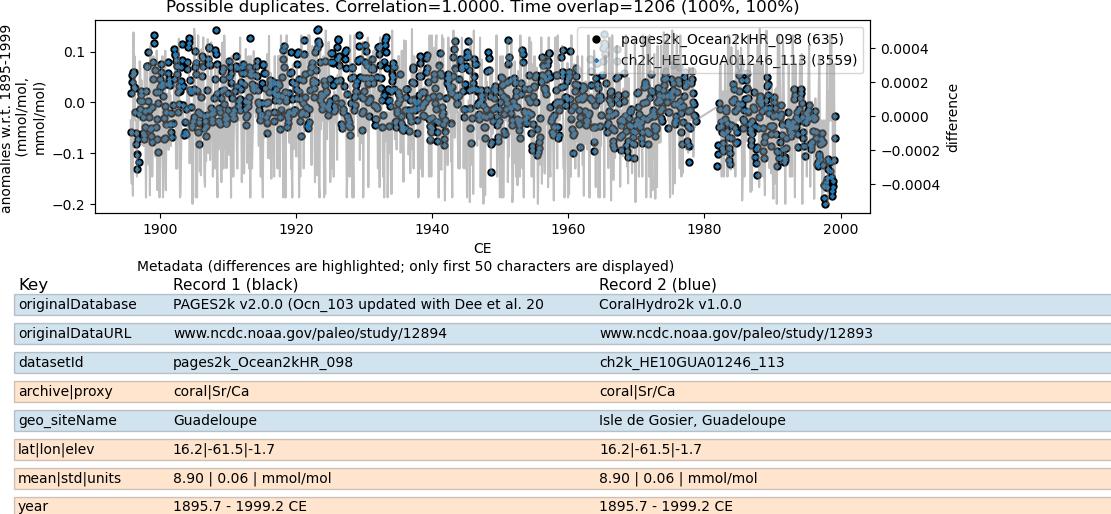 Possible duplicates. Correlation=1.0000. Time overlap=1206 (100%, 100%)
anomalies w.r.t. 1895-1999
(mmol/mol,
mmol/mol)
0.1
0.0
−0.1
−0.2
pages2k_Ocean2kHR_098 (635)
ch2k_HE10GUA01246_113 (3559)
0.0004
0.0002
0.0000
−0.0002
−0.0004
difference
1900 1920 1940 1960 1980 2000
CE
Metadata (differences are highlighted; only first 50 characters are displayed)
Key Record 1 (black) Record 2 (blue)
originalDatabase PAGES2k v2.0.0 (Ocn_103 updated with Dee et al. 20 CoralHydro2k v1.0.0
originalDataURL www.ncdc.noaa.gov/paleo/study/12894 www.ncdc.noaa.gov/paleo/study/12893
datasetId pages2k_Ocean2kHR_098 ch2k_HE10GUA01246_113
archive|proxy coral|Sr/Ca coral|Sr/Ca
geo_siteName Guadeloupe Isle de Gosier, Guadeloupe
lat|lon|elev 16.2|-61.5|-1.7 16.2|-61.5|-1.7
mean|std|units 8.90 | 0.06 | mmol/mol 8.90 | 0.06 | mmol/mol
year 1895.7 - 1999.2 CE 1895.7 - 1999.2 CE